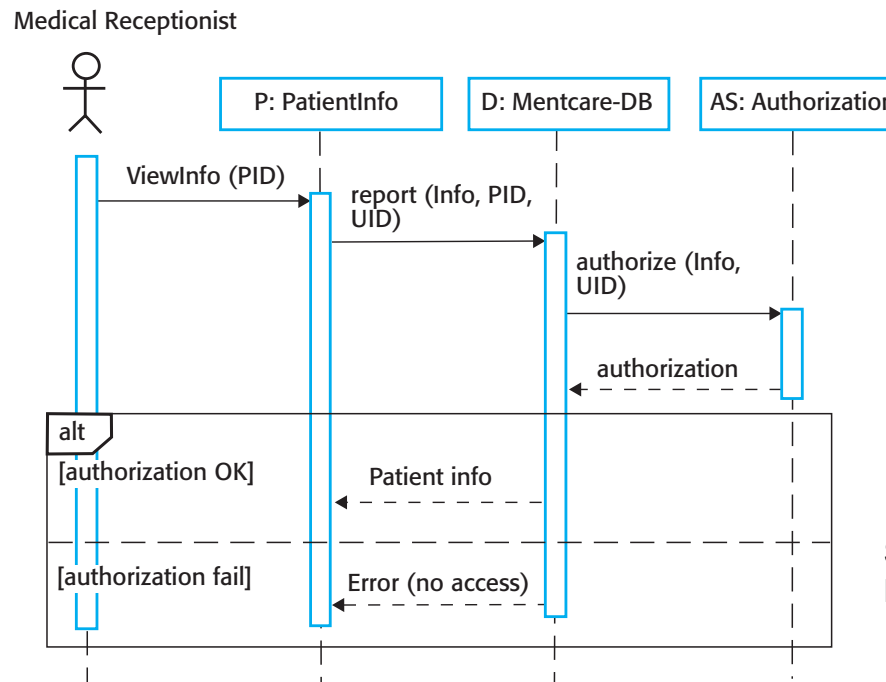 Medical Receptionist
P: PatientInfo
D: Mentcare-DB
AS: Authorization
ViewInfo (PID)
report (Info, PID,
UID)
authorize (Info,
UID)
authorization
alt
[authorization OK]
Patient info
[authorization fail]
Error (no access)